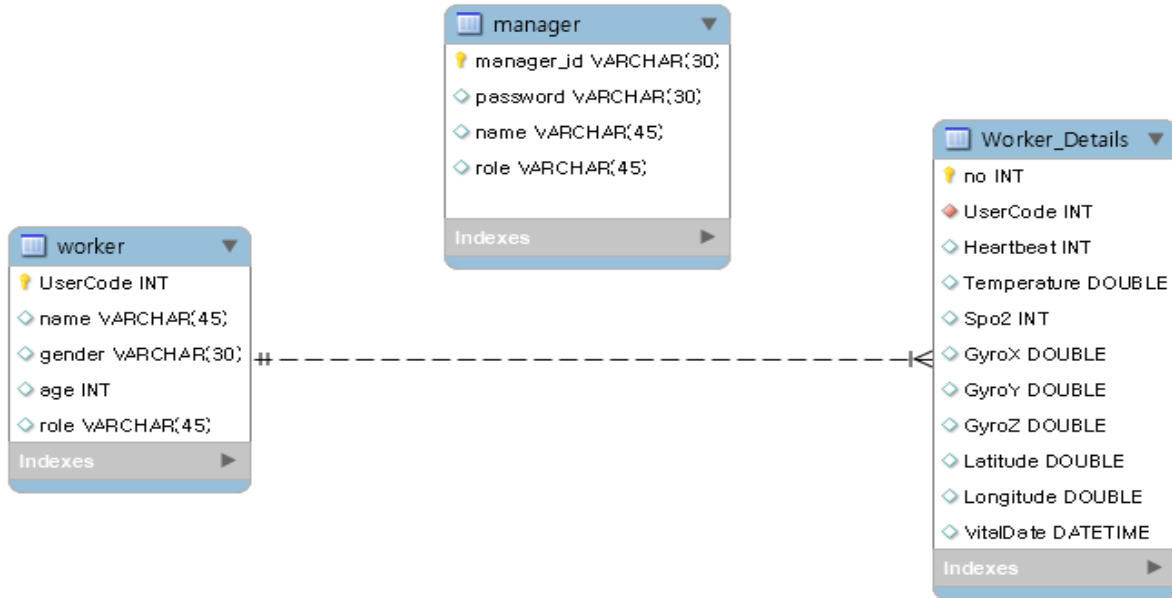 manager
manager_id VARCHAR(30)
password VARCHAR(30)
name VARCHAR(45)
role VARCHAR(45)
Indexes
worker
UserCode INT
name VARCHAR(45)
gender VARCHAR(30)
age INT
role VARCHAR(45)
Indexes
Worker_Details
no INT
UserCode INT
Heartbeat INT
Temperature DOUBLE
Spo2 INT
GyroX DOUBLE
GyroY DOUBLE
GyroZ DOUBLE
Latitude DOUBLE
Longitude DOUBLE
VitalDate DATETIME
Indexes